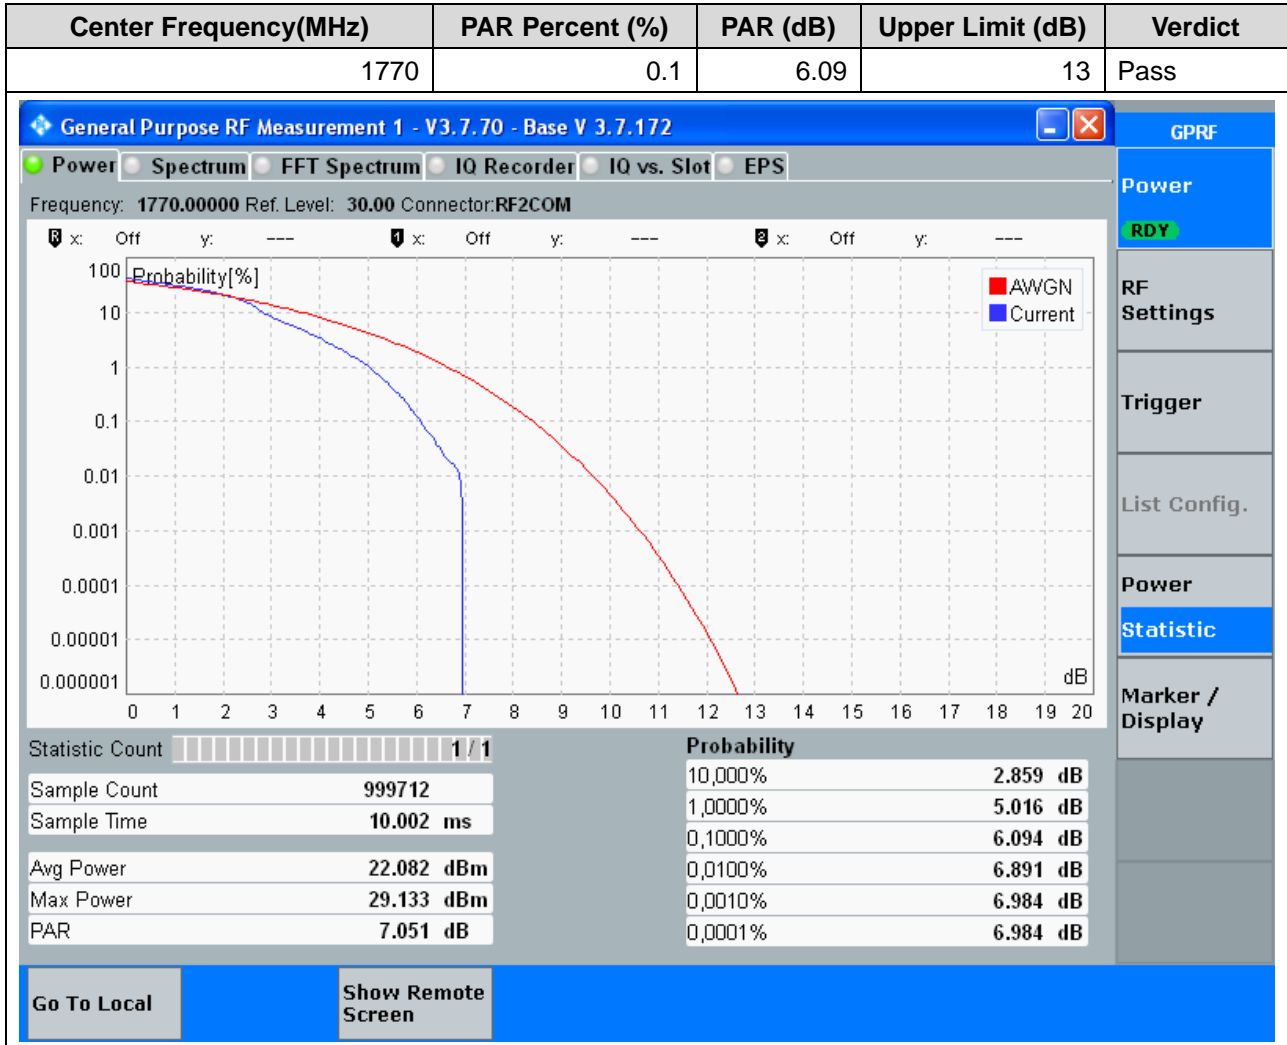 Center Frequency(MHz) PAR Percent (%) PAR (dB) Upper Limit (dB) Verdict
1770 0.1 6.09 13 Pass
General Purpose RF Measurement 1 - V3.7.70 - Base V 3.7.172
GPRF
Power Spectrum FFT Spectrum IQ Recorder IQ vs. Slot EPS
Frequency: 1770.00000 Ref. Level: 30.00 Connector:RF2COM
R x: Off y: --- 1 x: Off y: --- 2 x: Off y: ---
Probability[%]
AWGN
Current
100
10
1
0.1
0.01
0.001
0.0001
0.00001
0.000001
dB
0 1 2 3 4 5 6 7 8 9 10 11 12 13 14 15 16 17 18 19 20
Statistic Count 1 / 1
Sample Count 999712
Sample Time 10.002 ms
Avg Power 22.082 dBm
Max Power 29.133 dBm
PAR 7.051 dB
Probability
10,000% 2.859 dB
1,0000% 5.016 dB
0,1000% 6.094 dB
0,0100% 6.891 dB
0,0010% 6.984 dB
0,0001% 6.984 dB
Power
RDY
RF
Settings
Trigger
List Config.
Power
Statistic
Marker /
Display
Go To Local
Show Remote
Screen